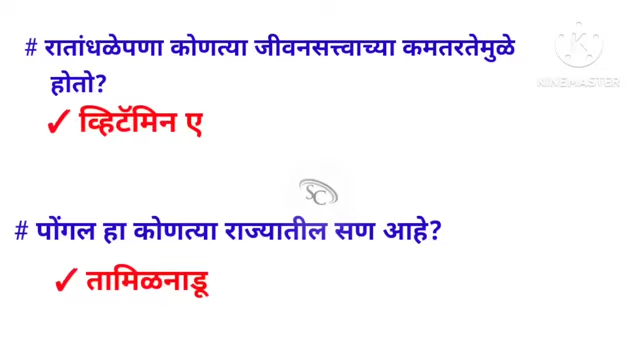 # रातांधळेपणा कोणत्या जीवनसत्त्वाच्या कमतरतेमुळे
होतो?
✓ व्हिटॅमिन ए
# पोंगल हा कोणत्या राज्यातील सण आहे?
✓ तामिळनाडू
KINEMASTER
SC